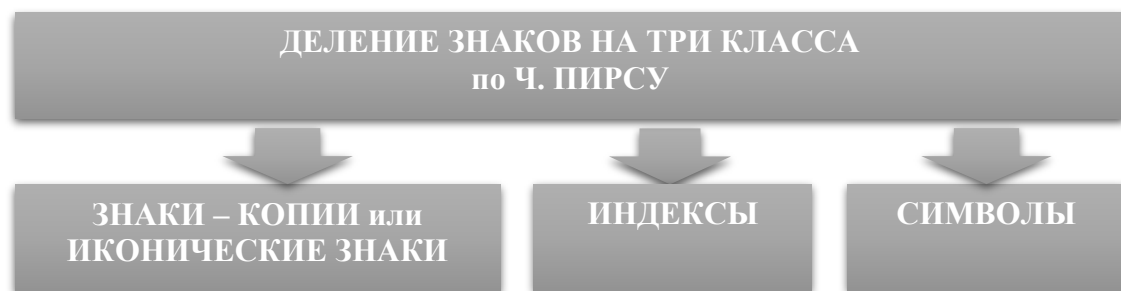 ДЕЛЕНИЕ ЗНАКОВ НА ТРИ КЛАССА
по Ч. ПИРСУ
ЗНАКИ – КОПИИ или
ИКОНИЧЕСКИЕ ЗНАКИ
ИНДЕКСЫ
СИМВОЛЫ